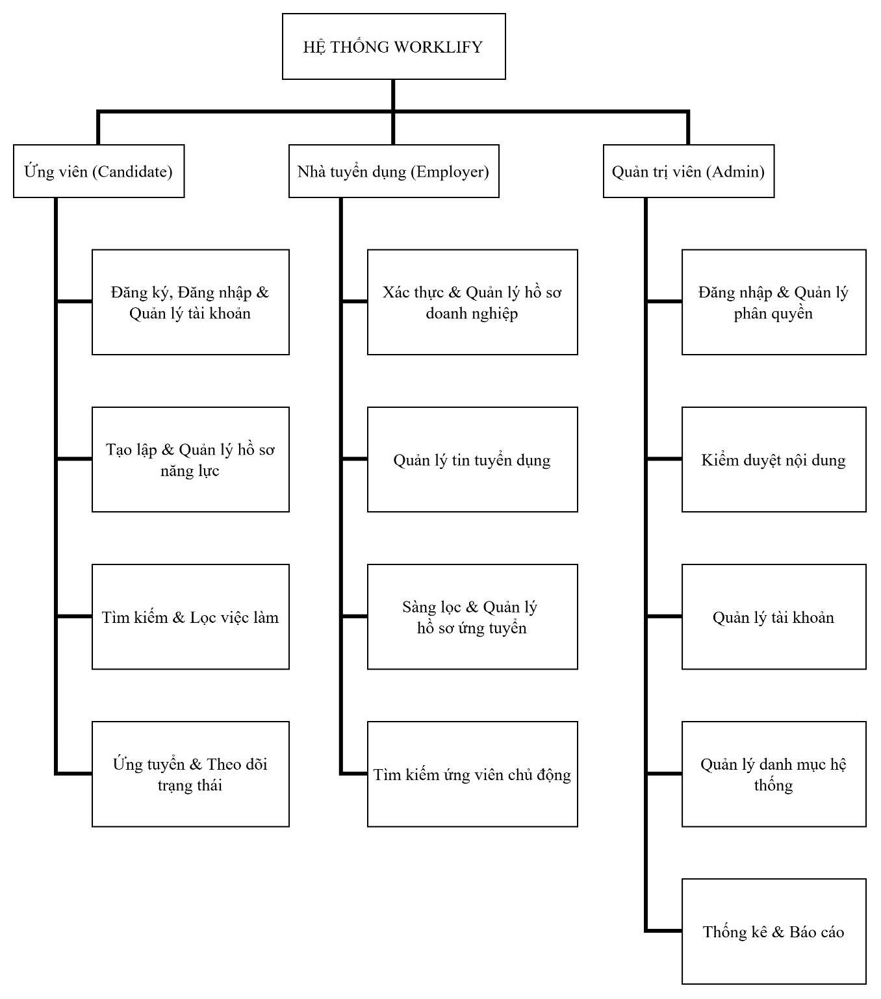 HỆ THỐNG WORKLIFY
Ứng viên (Candidate)
Nhà tuyển dụng (Employer)
Quản trị viên (Admin)
Đăng ký, Đăng nhập &
Quản lý tài khoản
Xác thực & Quản lý hồ sơ
doanh nghiệp
Đăng nhập & Quản lý
phân quyền
Tạo lập & Quản lý hồ sơ
năng lực
Quản lý tin tuyển dụng
Kiểm duyệt nội dung
Tìm kiếm & Lọc việc làm
Sàng lọc & Quản lý
hồ sơ ứng tuyển
Quản lý tài khoản
Ứng tuyển & Theo dõi
trạng thái
Tìm kiếm ứng viên chủ động
Quản lý danh mục hệ
thống
Thống kê & Báo cáo